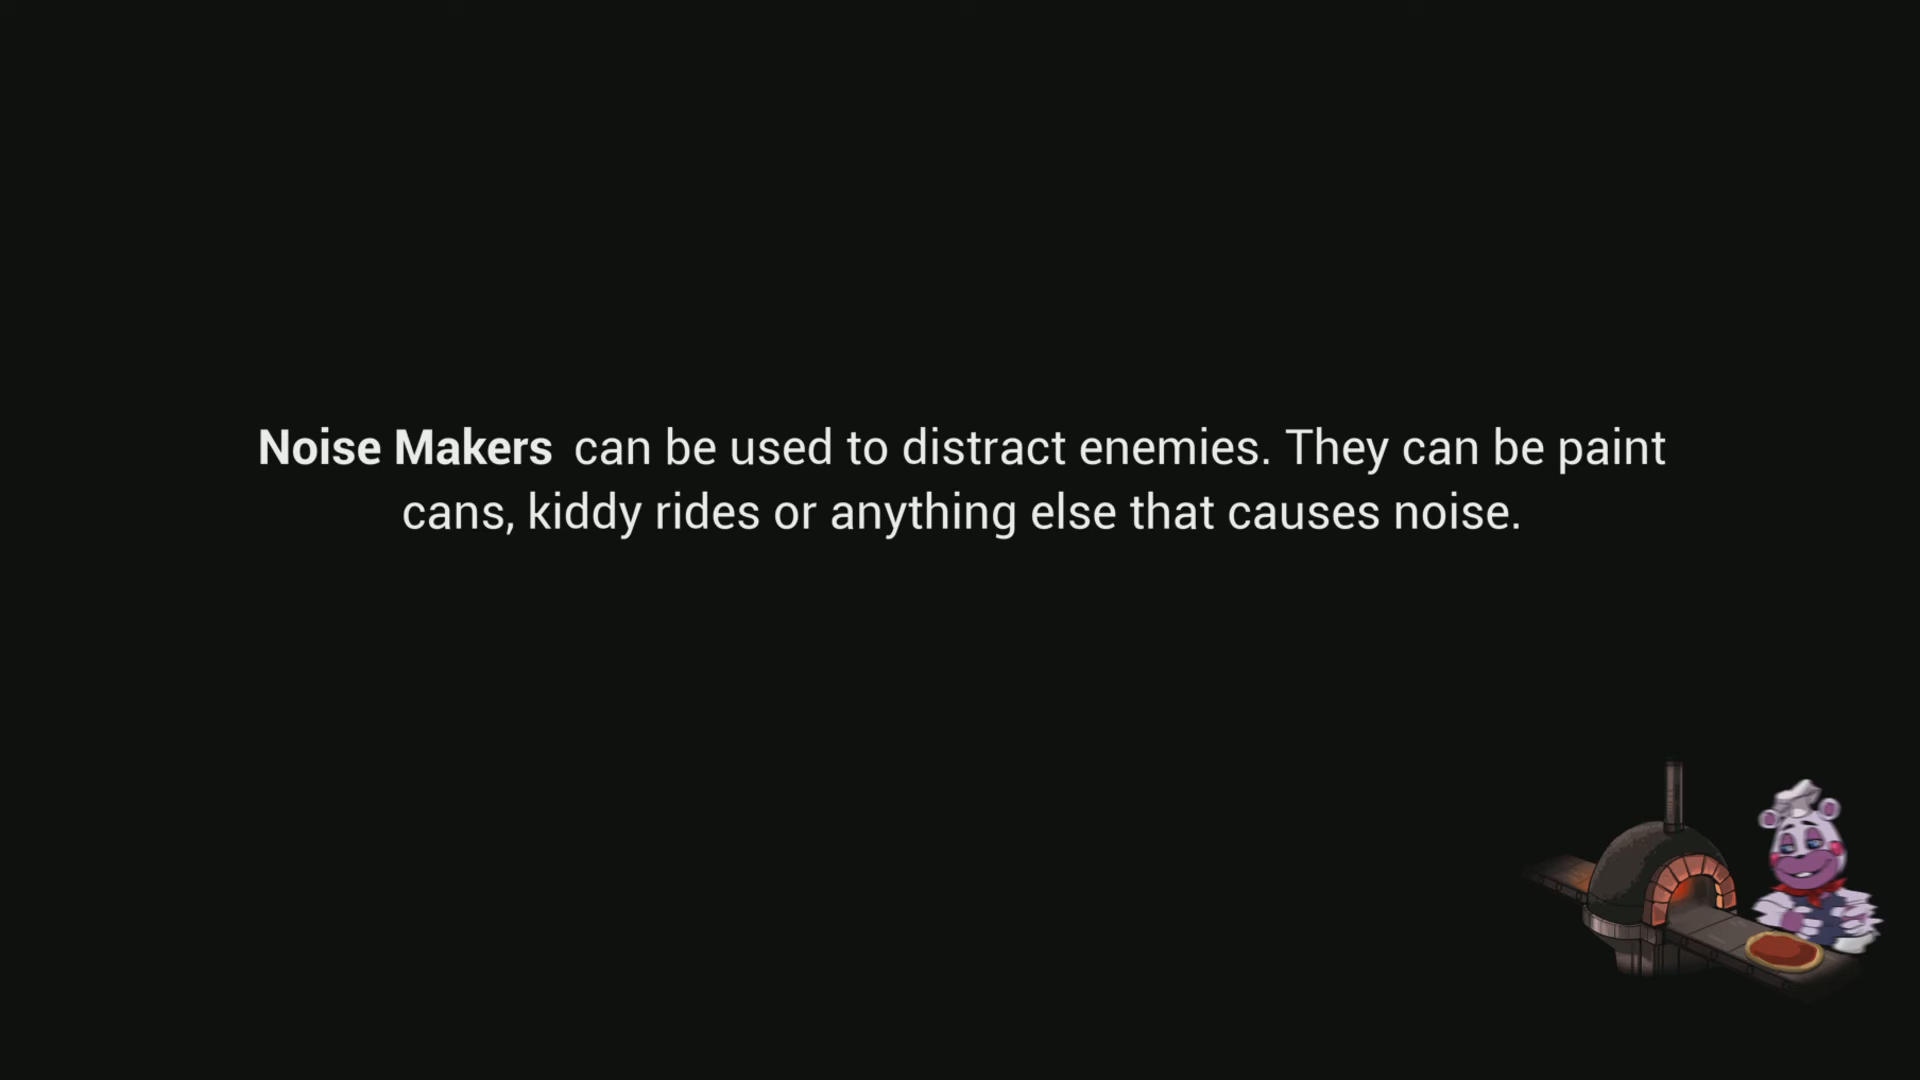 Noise Makers can be used to distract enemies. They can be paint
cans, kiddy rides or anything else that causes noise.